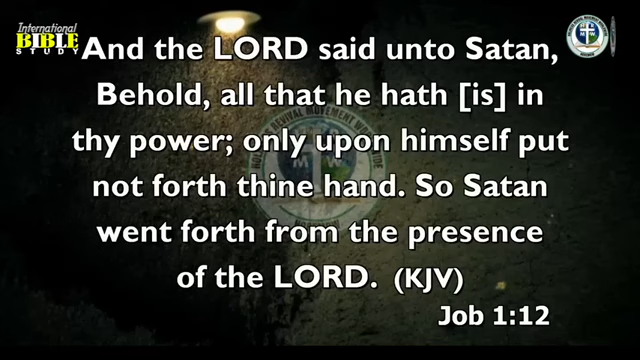 International
BIBLE
STUDY
And the LORD said unto Satan,
Behold, all that he hath [is] in
thy power; only upon himself put
not forth thine hand. So Satan
went forth from the presence
of the LORD. (KJV)
Job 1:12